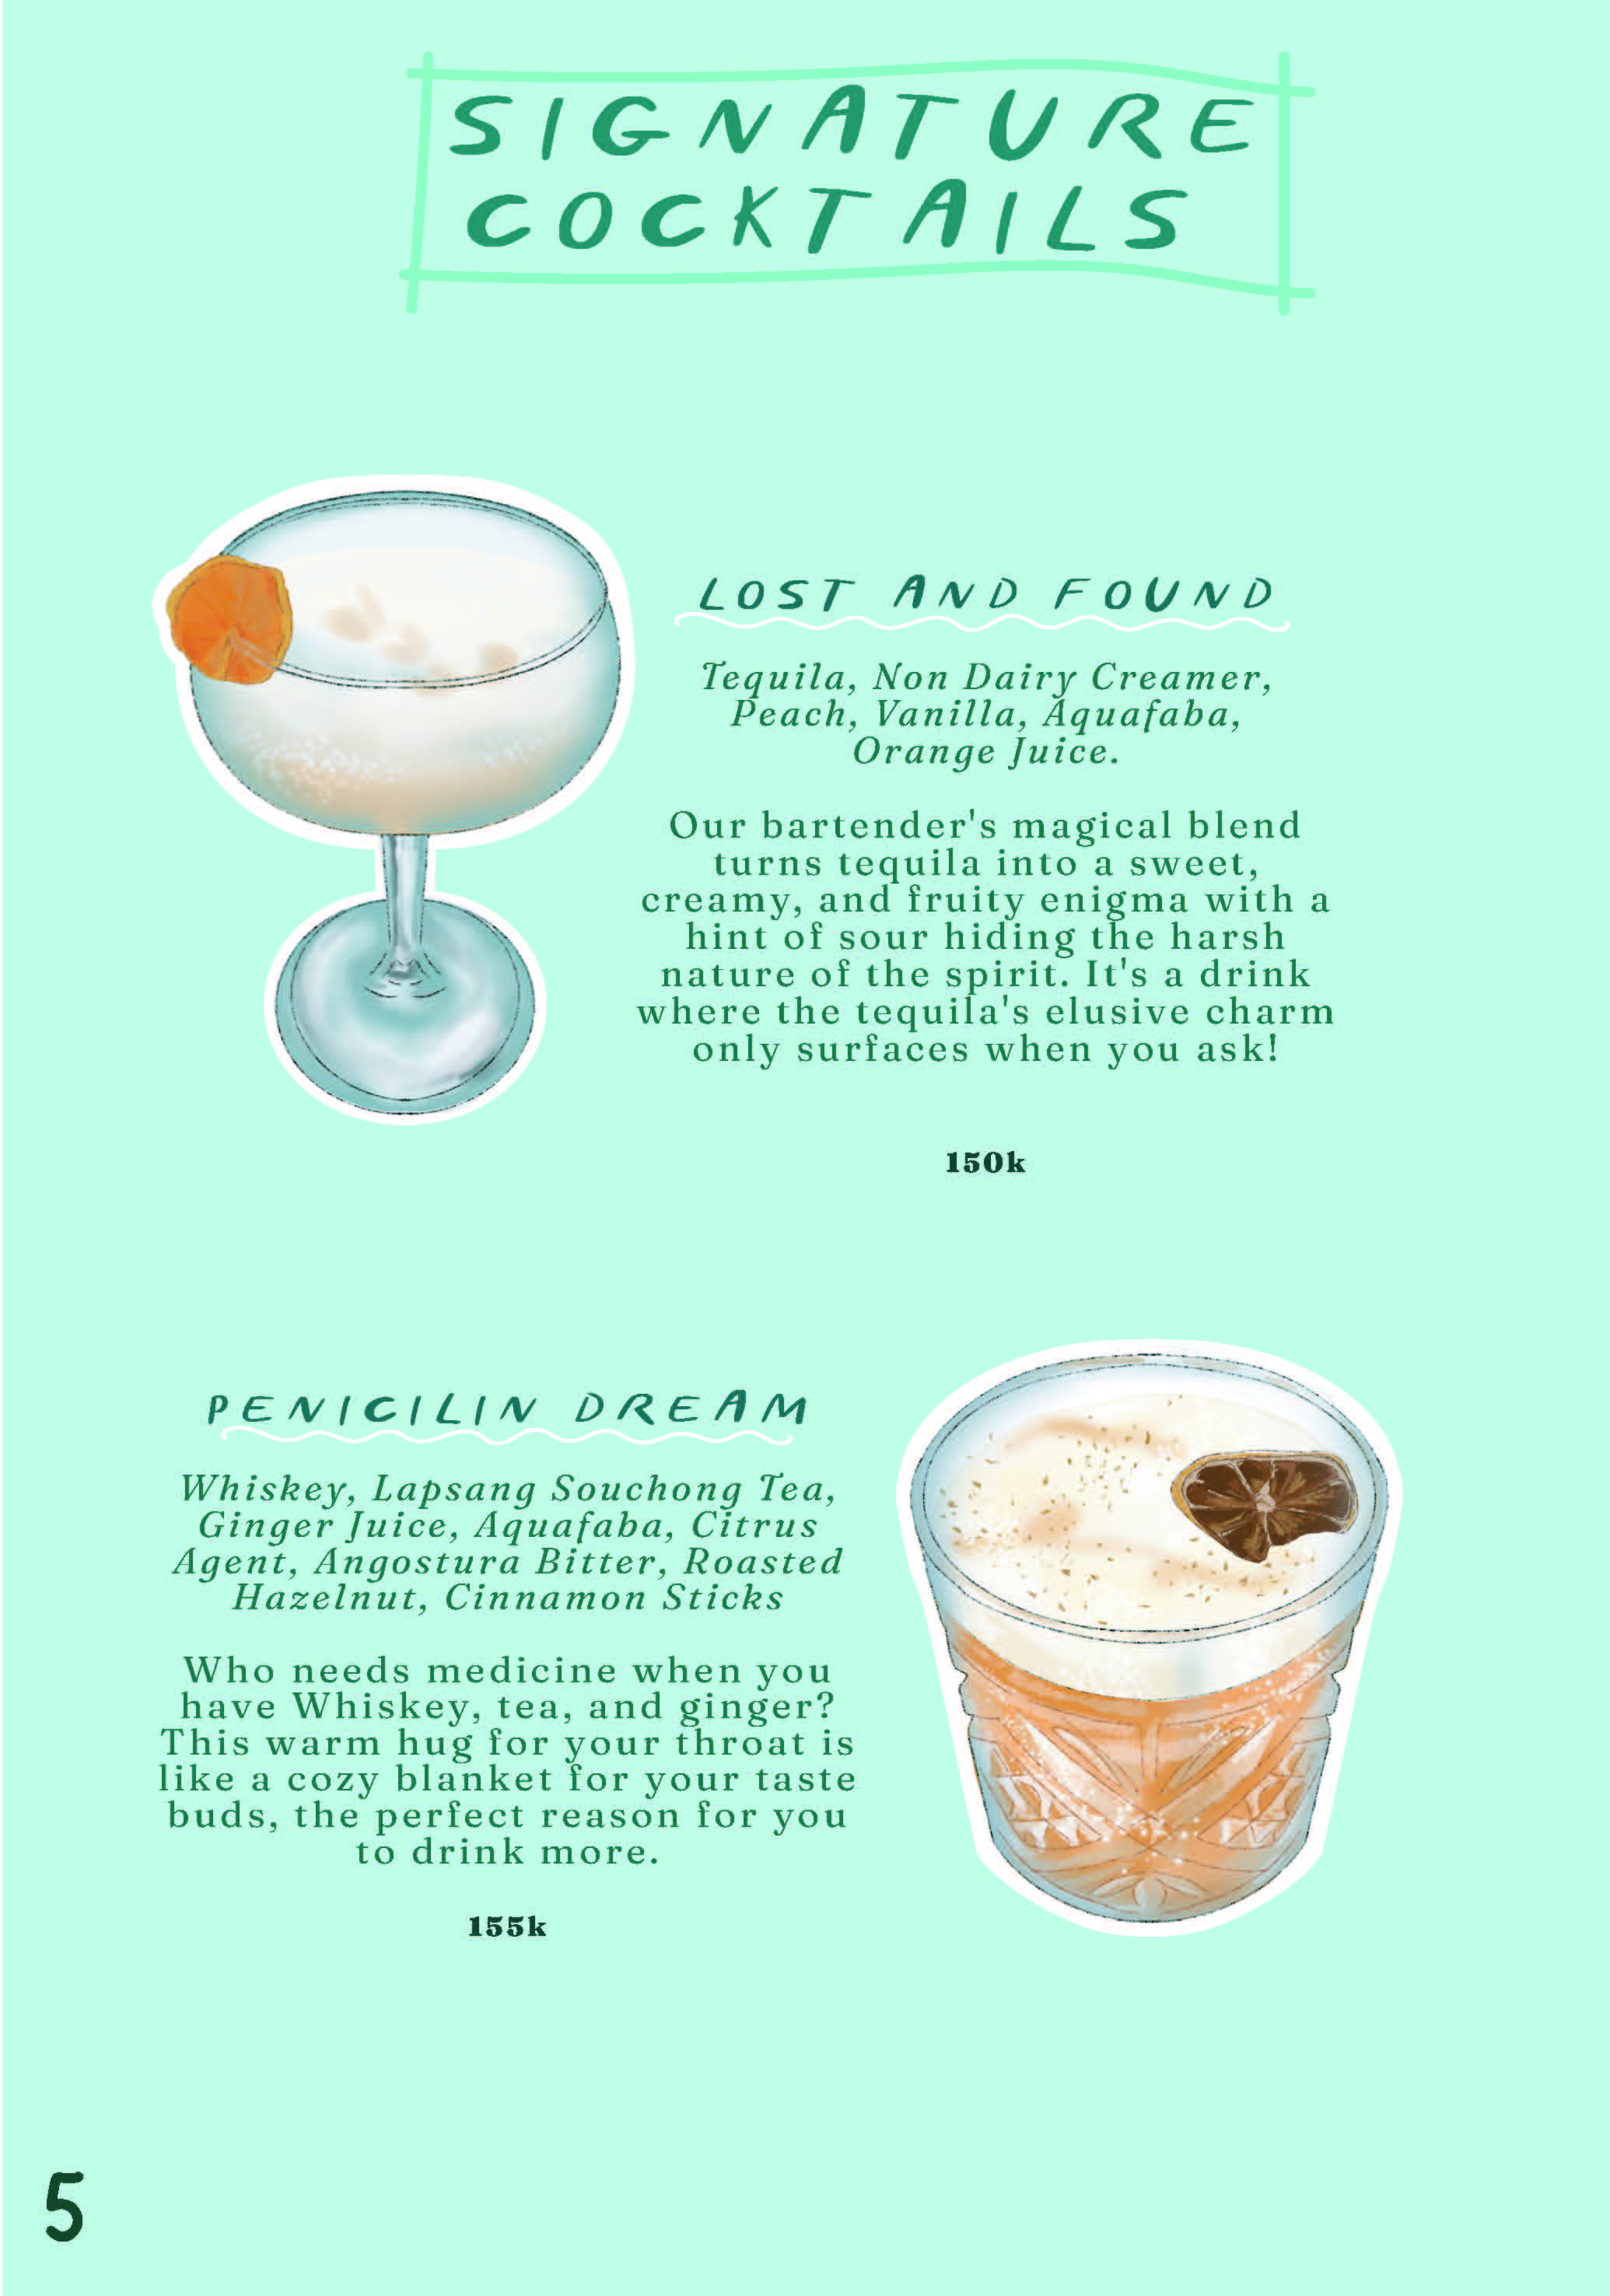 SIGNATURE
COCKTAILS
LOST AND FOUND
Tequila, Non Dairy Creamer,
Peach, Vanilla, Aquafaba,
Orange Juice.
Our bartender's magical blend
turns tequila into a sweet,
creamy, and fruity enigma with a
hint of sour hiding the harsh
nature of the spirit. It's a drink
where the tequila's elusive charm
only surfaces when you ask!
150k
PENICILIN DREAM
Whiskey, Lapsang Souchong Tea,
Ginger Juice, Aquafaba, Citrus
Agent, Angostura Bitter, Roasted
Hazelnut, Cinnamon Sticks
Who needs medicine when you
have Whiskey, tea, and ginger?
This warm hug for your throat is
like a cozy blanket for your taste
buds, the perfect reason for you
to drink more.
155k
5